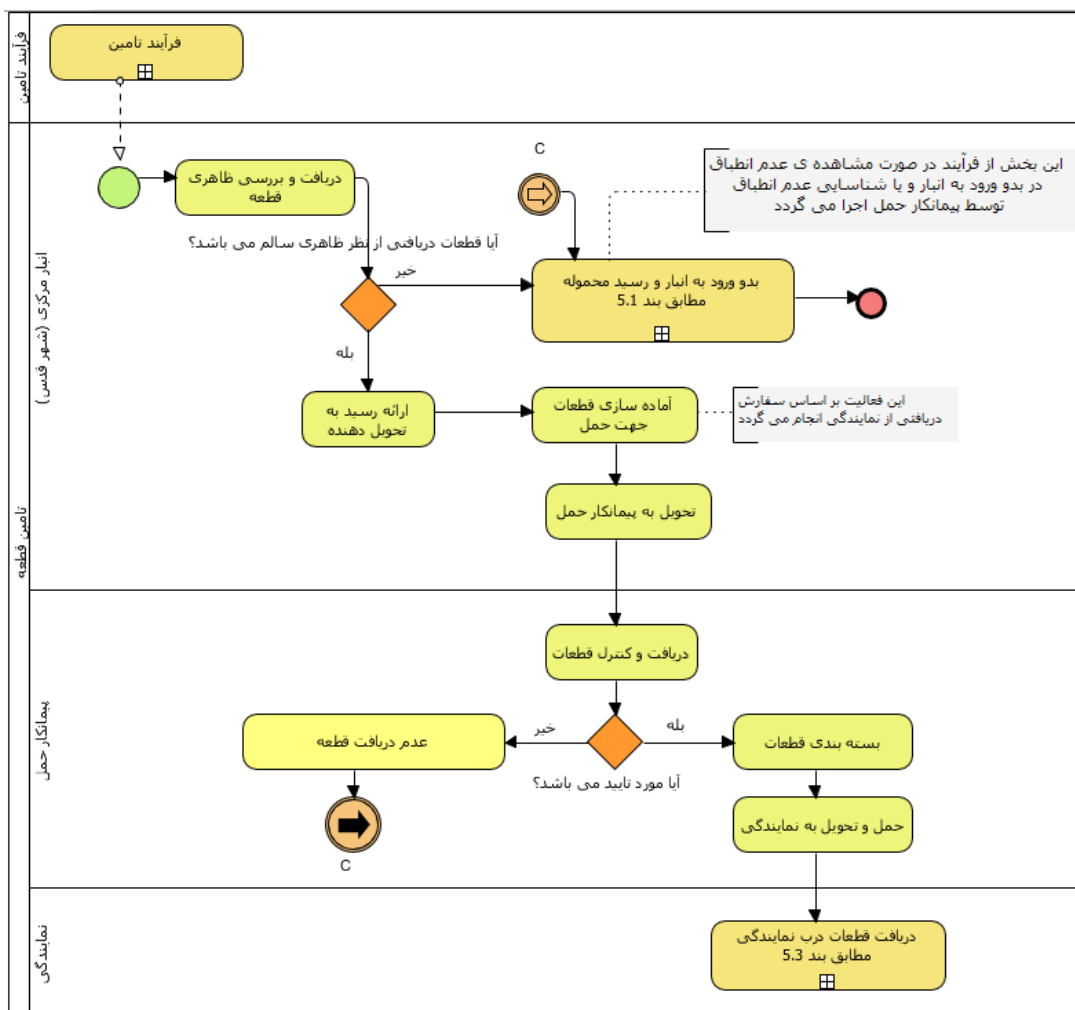 فرآیند تامین
فرآیند تامین
تامین قطعه
انبار مرکزی (شهر قدس)
دریافت و بررسی ظاهری
قطعه
C
این بخش از فرآیند در صورت مشاهده ی عدم انطباق
در بدو ورود به انبار و یا شناسایی عدم انطباق
توسط پیمانکار حمل اجرا می گردد
آیا قطعات دریافتی از نظر ظاهری سالم می باشد؟
خیر
بدو ورود به انبار و رسید محموله
مطابق بند 5.1
بله
ارائه رسید به
تحویل دهنده
آماده سازی قطعات
جهت حمل
این فعالیت بر اساس سفارش
دریافتی از نمایندگی انجام می گردد
تحویل به پیمانکار حمل
پیمانکار حمل
دریافت و کنترل قطعات
عدم دریافت قطعه
خیر
بله
بسته بندی قطعات
آیا مورد تایید می باشد؟
حمل و تحویل به نمایندگی
C
نمایندگی
دریافت قطعات درب نمایندگی
مطابق بند 5.3